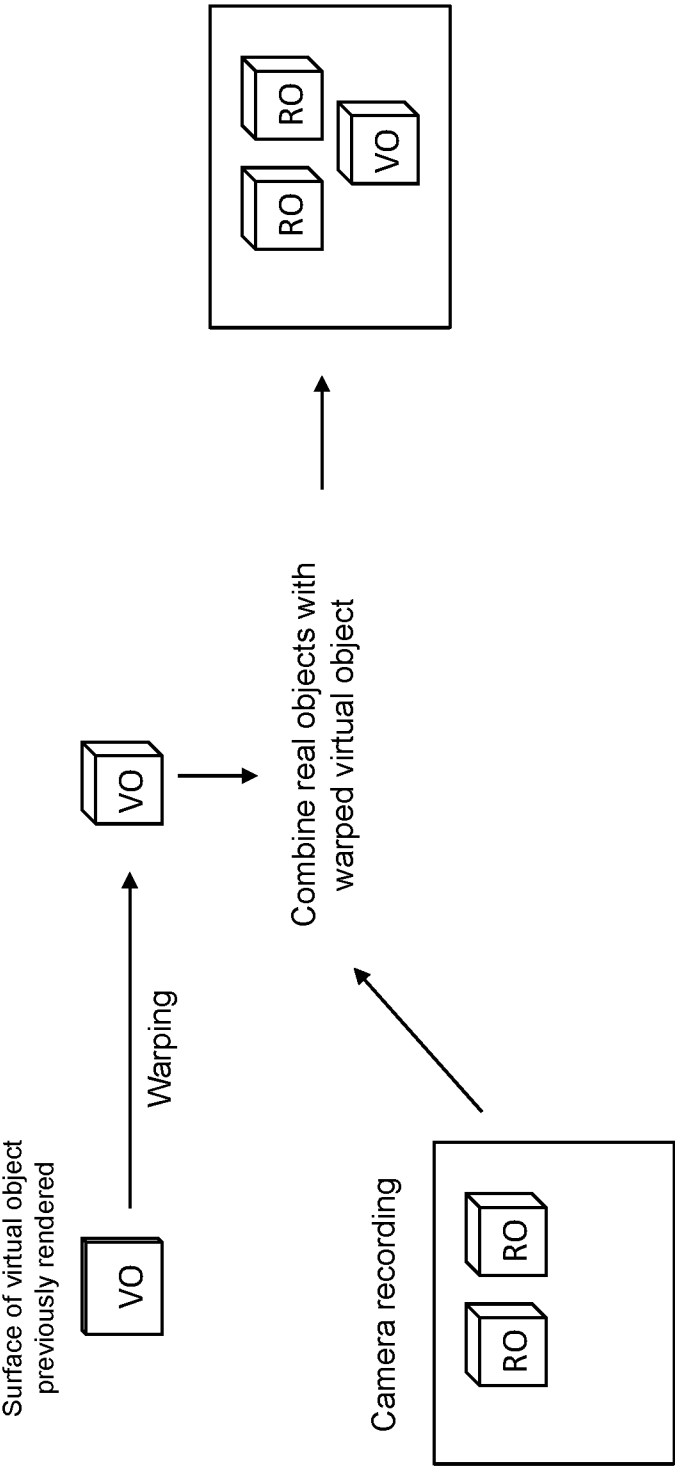 Surface of virtual object
previously rendered
VO
Warping
VO
Camera recording
RO
RO
Combine real objects with
warped virtual object
RO
RO
VO